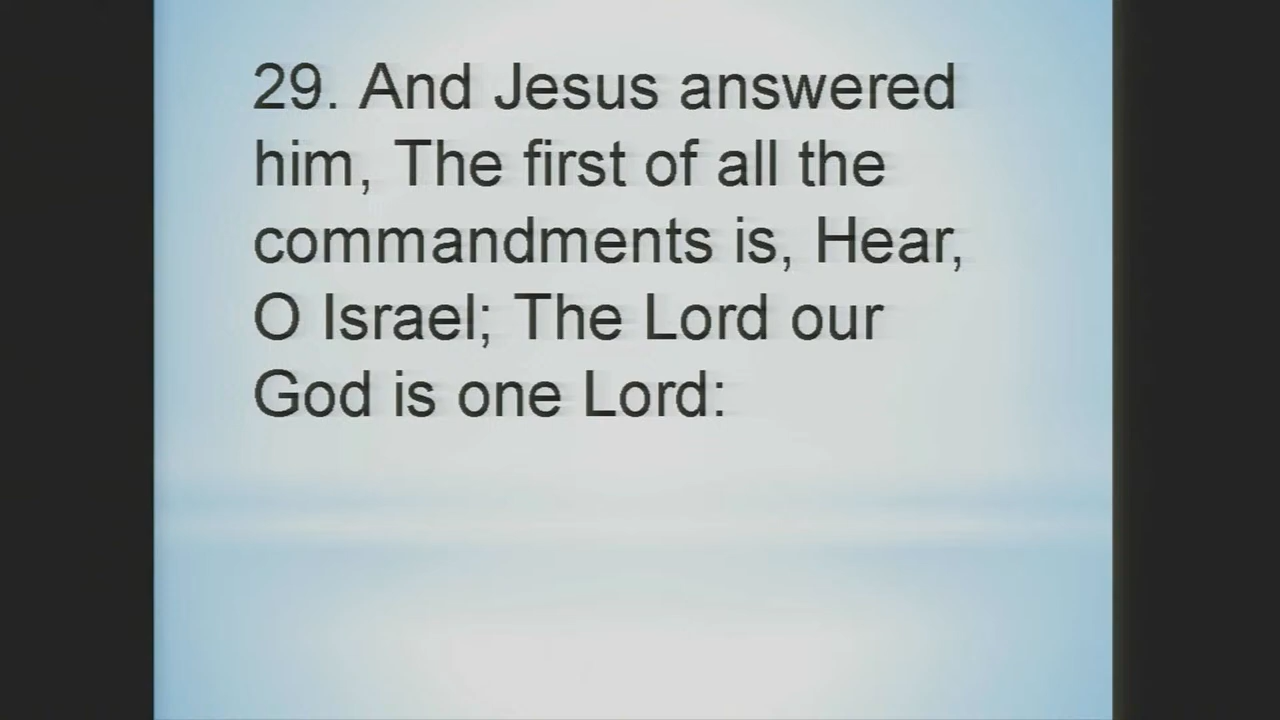 29. And Jesus answered
him, The first of all the
commandments is, Hear,
O Israel; The Lord our
God is one Lord: